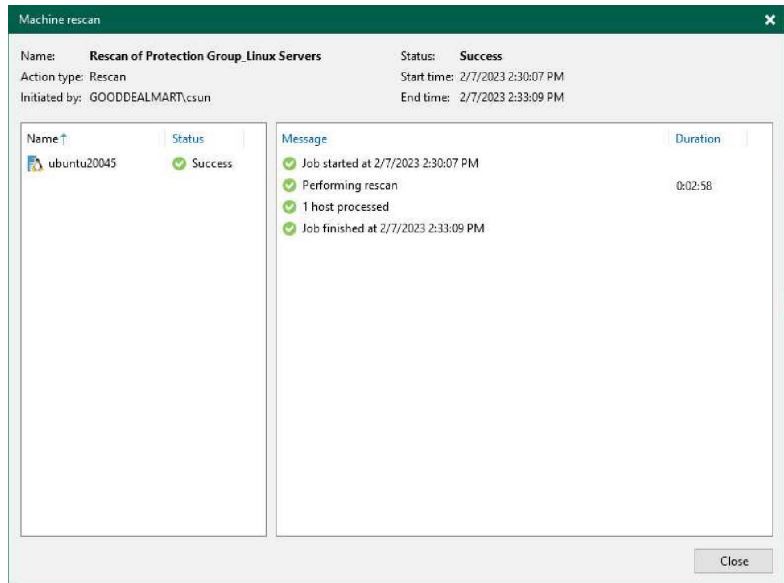 Machine rescan
Name: Rescan of Protection Group_Linux Servers
Status: Success
Action type: Rescan
Start time: 2/7/2023 2:30:07 PM
Initiated by: GOODDEALMART\csun
End time: 2/7/2023 2:33:09 PM
Name Status
ubuntu20045 Success
Message Duration
Job started at 2/7/2023 2:30:07 PM
Performing rescan 0:02:58
1 host processed
Job finished at 2/7/2023 2:33:09 PM
Close